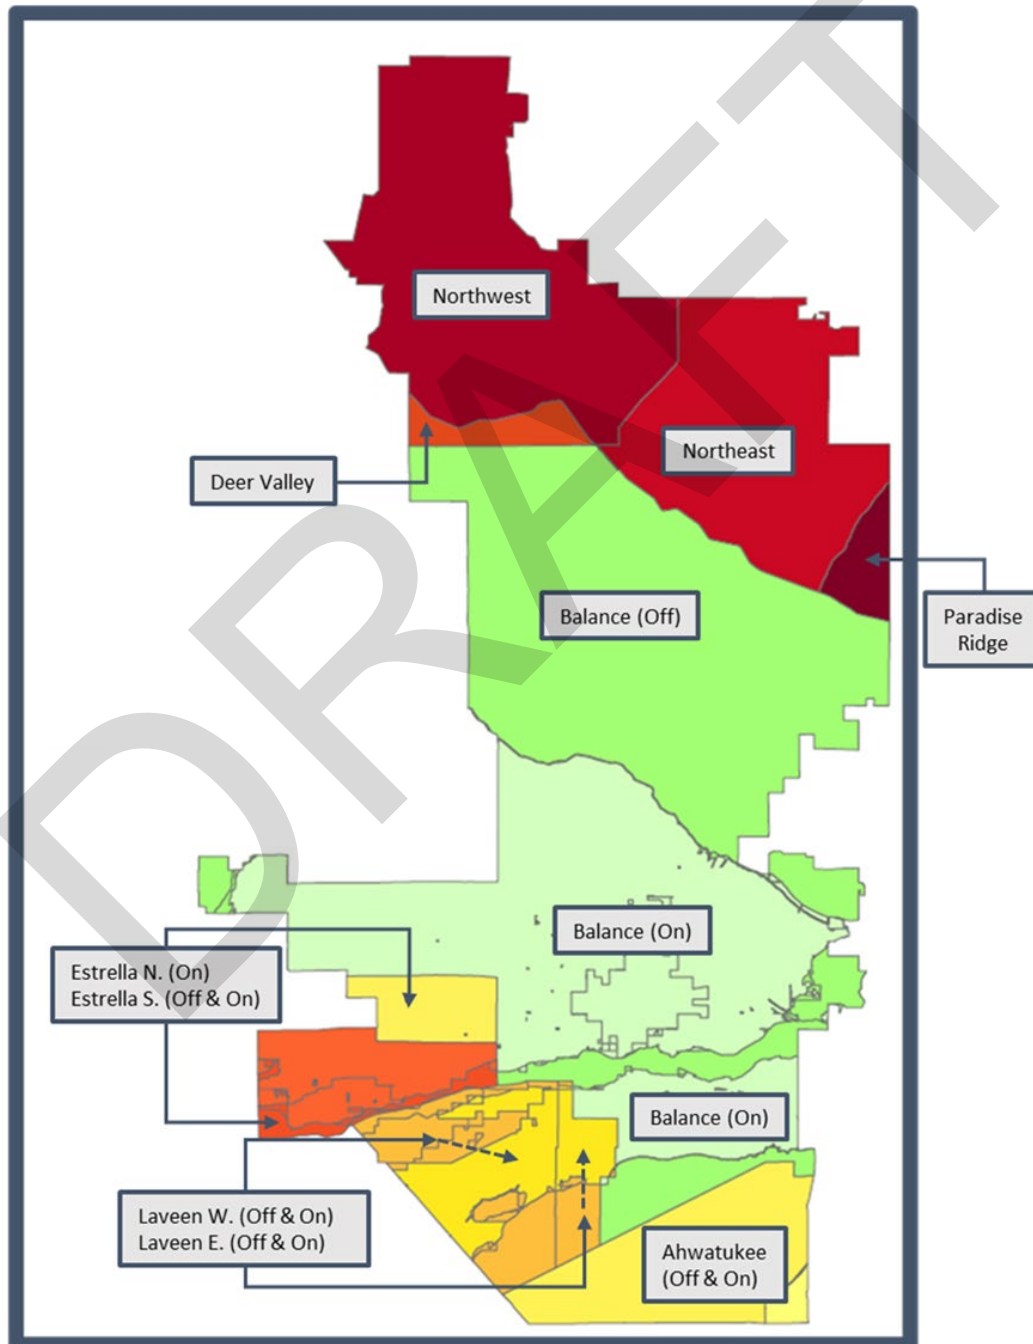 DRAFT
Northwest
Northeast
Deer Valley
Balance (Off)
Paradise
Ridge
Balance (On)
Estrella N. (On)
Estrella S. (Off & On)
Balance (On)
Laveen W. (Off & On)
Laveen E. (Off & On)
Ahwatukee
(Off & On)